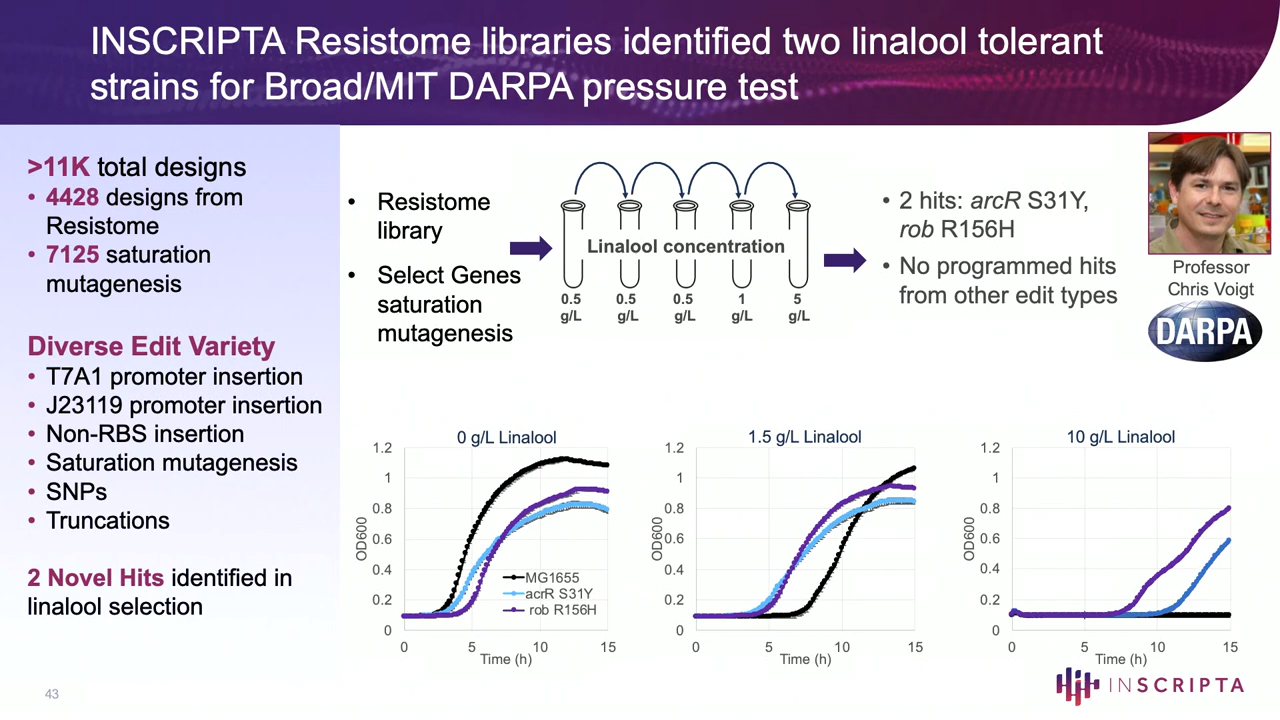 INSCRIPTA Resistome libraries identified two linalool tolerant
strains for Broad/MIT DARPA pressure test
>11K total designs
• 4428 designs from
Resistome
• 7125 saturation
mutagenesis
Diverse Edit Variety
• T7A1 promoter insertion
• J23119 promoter insertion
• Non-RBS insertion
• Saturation mutagenesis
• SNPs
• Truncations
2 Novel Hits identified in
linalool selection
• Resistome
library
• Select Genes
saturation
mutagenesis
Linalool concentration
0.5 0.5 0.5 1 5
g/L g/L g/L g/L g/L
• 2 hits: arcR S31Y,
rob R156H
• No programmed hits
from other edit types
Professor
Chris Voigt
DARPA
0 g/L Linalool
1.2
1
0.8
0.6
0.4
0.2
0
OD600
MG1655
acrR S31Y
rob R156H
0 5 10 15
Time (h)
1.5 g/L Linalool
1.2
1
0.8
0.6
0.4
0.2
0
OD600
0 5 10 15
Time (h)
10 g/L Linalool
1.2
1
0.8
0.6
0.4
0.2
0
OD600
0 5 10 15
Time (h)
43
INSCRIPTA